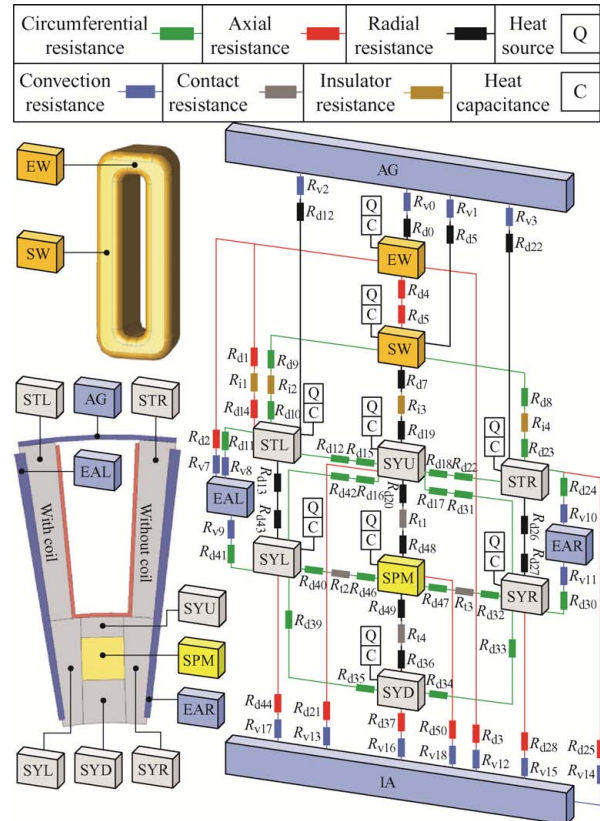 Circumferential resistance
Axial resistance
Radial resistance
Heat source
Q
Convection resistance
Contact resistance
Insulator resistance
Heat capacitance
C
AG
EW
SW
Rv2
Rd12
Rv0
Rd0
Rv1
Rd5
Rv3
Rd22
Q
C
EW
Rd4
Rd5
Q
C
SW
Rd1
Ri1
Rd14
Rd9
Ri2
Rd10
Rd7
Ri3
Rd19
Rd8
Ri4
Rd23
STL
AG
STR
EAL
With coil
Without coil
SYU
SPM
EAR
SYL
SYD
SYR
Rd2
Rv7
Rd11
Rv8
STL
Q
C
Rd12
Rd15
Q
C
SYU
Rd18
Rd22
Q
C
STR
Rd24
Rv10
EAL
Rd13
Rd43
Rd42
Rd16
Rd20
Rd17
Rd31
Rd26
Rd27
EAR
Rv9
Rd41
SYL
Q
C
Rt1
Rd48
Q
C
SPM
Q
C
SYR
Rv11
Rd30
Rd40
Rt2
Rd46
Rd47
Rt3
Rd32
Rd49
Rt4
Rd36
Rd39
Rd33
Rd35
Q
C
SYD
Rd34
Rd44
Rv17
Rd21
Rv13
Rd37
Rv16
Rd50
Rv18
Rd3
Rv12
Rd28
Rv15
Rd25
Rv14
IA